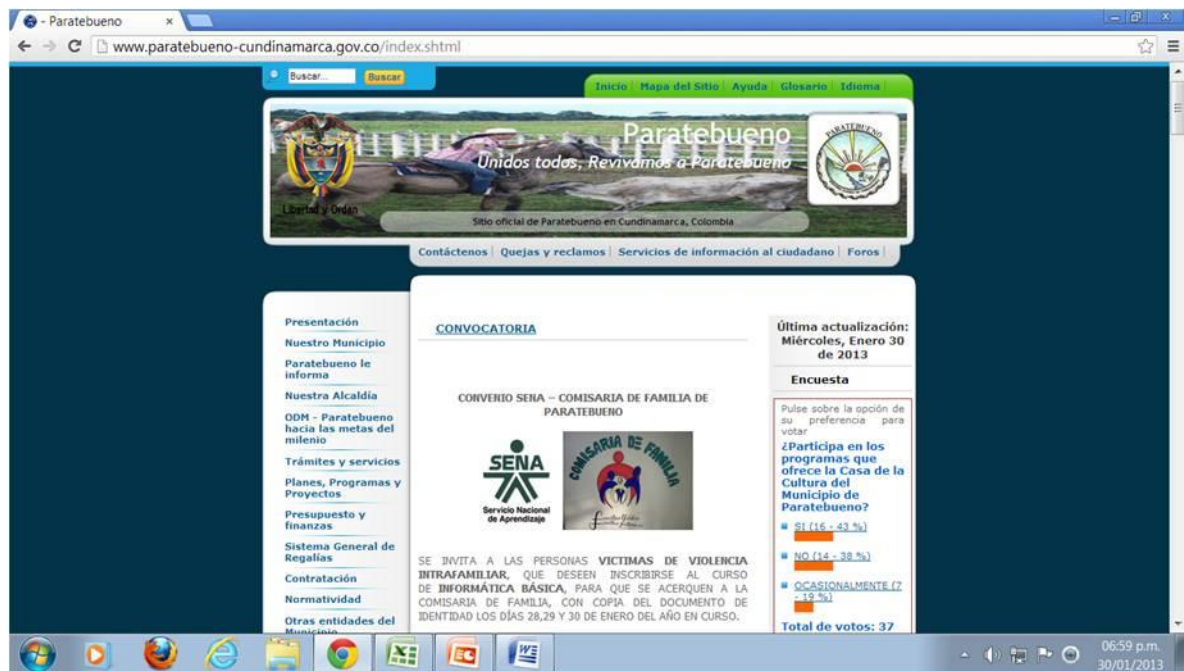 - Paratebueno
www.paratebueno-cundinamarca.gov.co/index.shtml
Buscar...
Buscar
Inicio | Mapa del Sitio | Ayuda | Glosario | Idioma |
Paratebueno
Unidos todos, Revivamos a Paratebueno
Libertad y Orden
PARATEBUENO
Sitio oficial de Paratebueno en Cundinamarca, Colombia
Contáctenos | Quejas y reclamos | Servicios de información al ciudadano | Foros |
Presentación
Nuestro Municipio
Paratebueno le
informa
Nuestra Alcaldía
ODM - Paratebueno
hacia las metas del
milenio
Trámites y servicios
Planes, Programas y
Proyectos
Presupuesto y
finanzas
Sistema General de
Regalías
Contratación
Normatividad
Otras entidades del
Municipio
CONVOCATORIA
CONVENIO SENA – COMISARIA DE FAMILIA DE
PARATEBUENO
SENA
Servicio Nacional
de Aprendizaje
COMISARIA DE FAMILIA
SE INVITA A LAS PERSONAS VICTIMAS DE VIOLENCIA
INTRAFAMILIAR, QUE DESEEN INSCRIBIRSE AL CURSO
DE INFORMÁTICA BÁSICA, PARA QUE SE ACERQUEN A LA
COMISARIA DE FAMILIA, CON COPIA DEL DOCUMENTO DE
IDENTIDAD LOS DÍAS 28,29 Y 30 DE ENERO DEL AÑO EN CURSO.
Última actualización:
Miércoles, Enero 30
de 2013
Encuesta
Pulse sobre la opción de
su preferencia para
votar
¿Participa en los
programas que
ofrece la Casa de la
Cultura del
Municipio de
Paratebueno?
SI (16 - 43 %)
NO (14 - 38 %)
OCASIONALMENTE (7
- 19 %)
Total de votos: 37
06:59 p.m.
30/01/2013